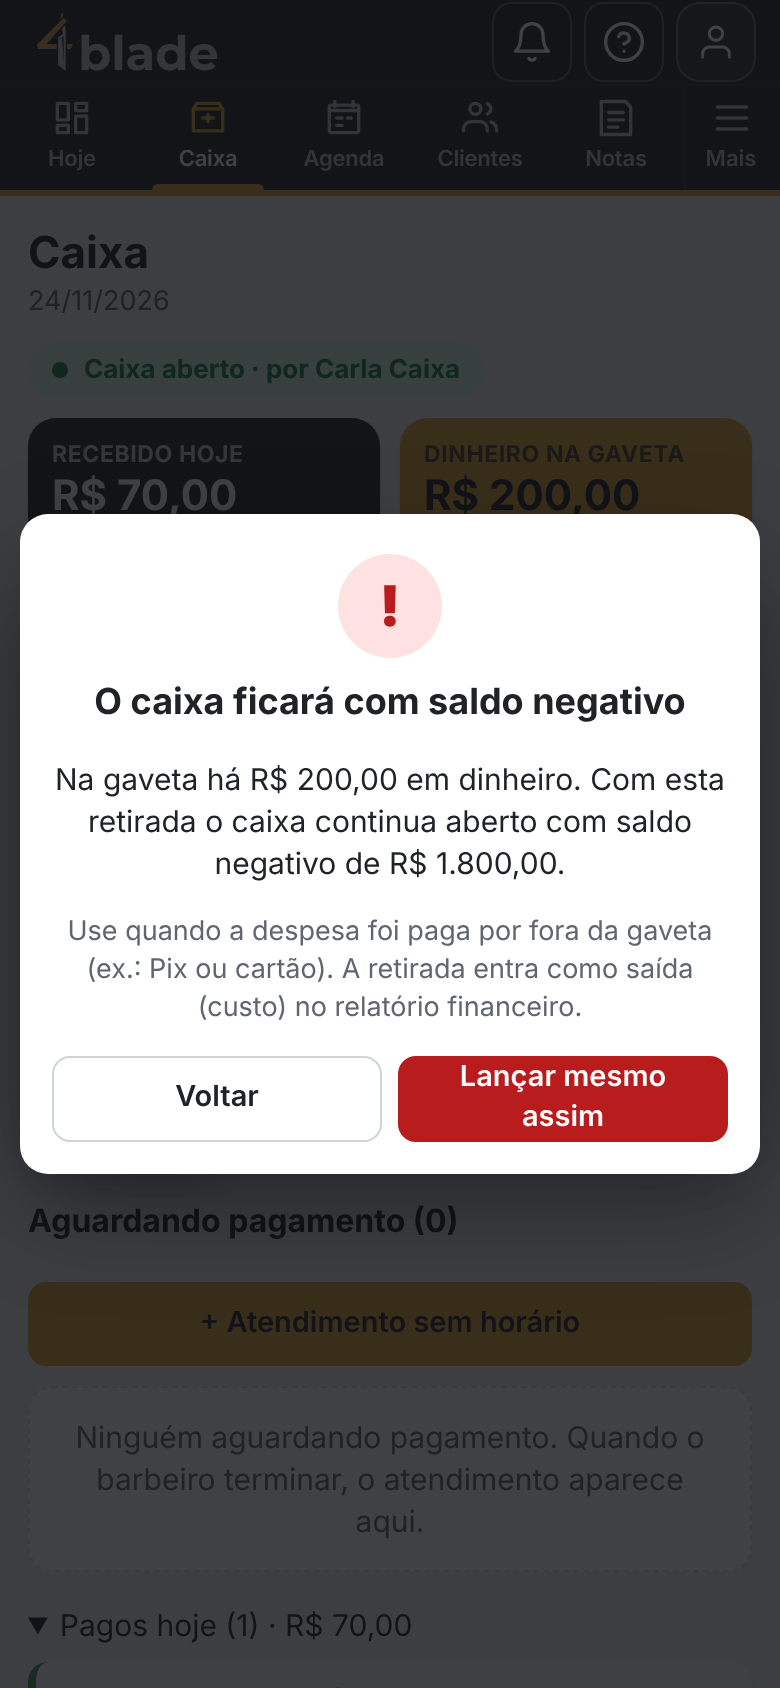 4blade
Hoje
Caixa
Agenda
Clientes
Notas
Mais
Caixa
24/11/2026
Caixa aberto · por Carla Caixa
RECEBIDO HOJE
R$ 70,00
DINHEIRO NA GAVETA
R$ 200,00
!
O caixa ficará com saldo negativo
Na gaveta há R$ 200,00 em dinheiro. Com esta
retirada o caixa continua aberto com saldo
negativo de R$ 1.800,00.
Use quando a despesa foi paga por fora da gaveta
(ex.: Pix ou cartão). A retirada entra como saída
(custo) no relatório financeiro.
Voltar
Lançar mesmo
assim
Aguardando pagamento (0)
+ Atendimento sem horário
Ninguém aguardando pagamento. Quando o
barbeiro terminar, o atendimento aparece
aqui.
▼ Pagos hoje (1) · R$ 70,00